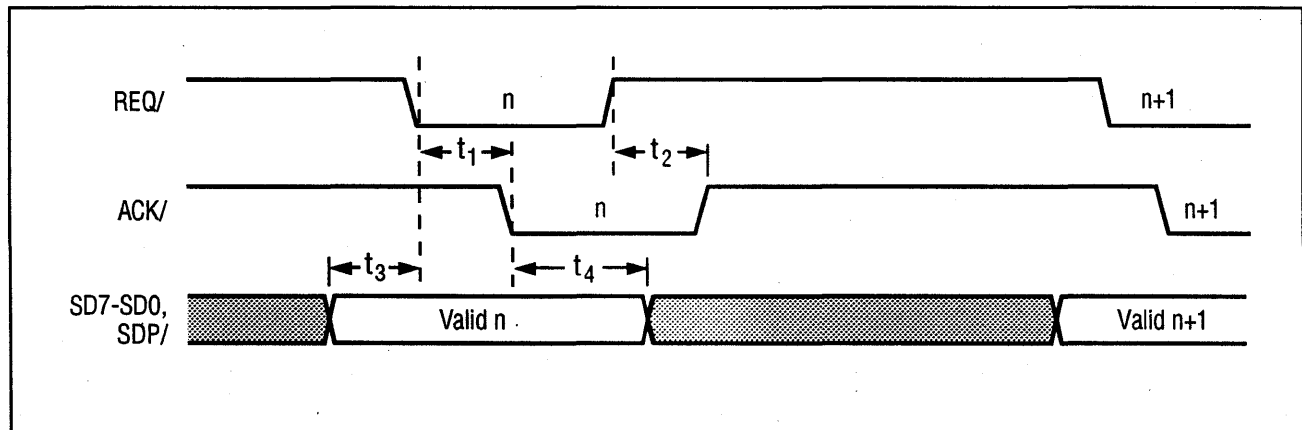 REQ/ n n+1
t1 t2
ACK/ n n+1
t3 t4
SD7-SD0,
SDP/ Valid n Valid n+1